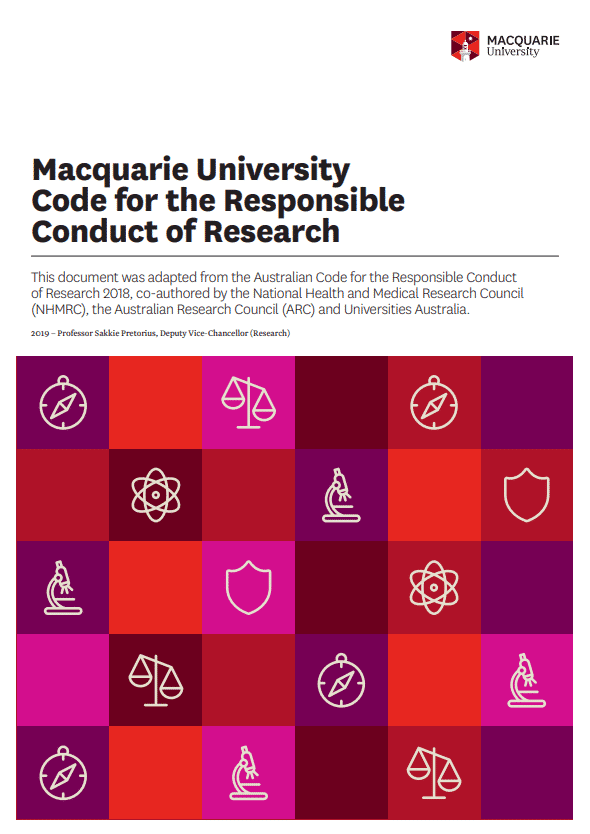 MACQUARIE
University
Macquarie University
Code for the Responsible
Conduct of Research
This document was adapted from the Australian Code for the Responsible Conduct
of Research 2018, co-authored by the National Health and Medical Research Council
(NHMRC), the Australian Research Council (ARC) and Universities Australia.
2019 – Professor Sakkie Pretorius, Deputy Vice-Chancellor (Research)